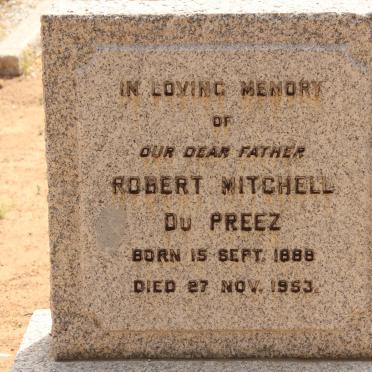 IN LOVING MEMORY
OF
OUR DEAR FATHER
ROBERT MITCHELL
DU PREEZ
BORN 15 SEPT. 1888
DIED 27 NOV. 1953.